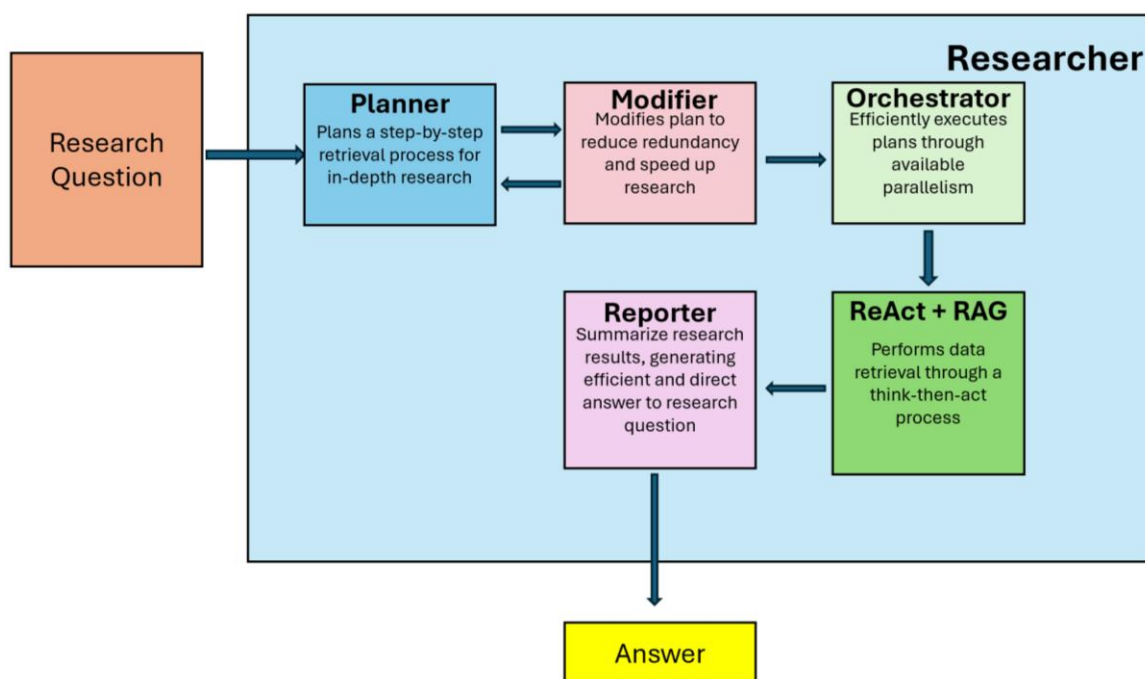 Researcher
Research
Question
Planner
Plans a step-by-step
retrieval process for
in-depth research
Modifier
Modifies plan to
reduce redundancy
and speed up
research
Orchestrator
Efficiently executes
plans through
available
parallelism
Reporter
Summarize research
results, generating
efficient and direct
answer to research
question
ReAct + RAG
Performs data
retrieval through a
think-then-act
process
Answer